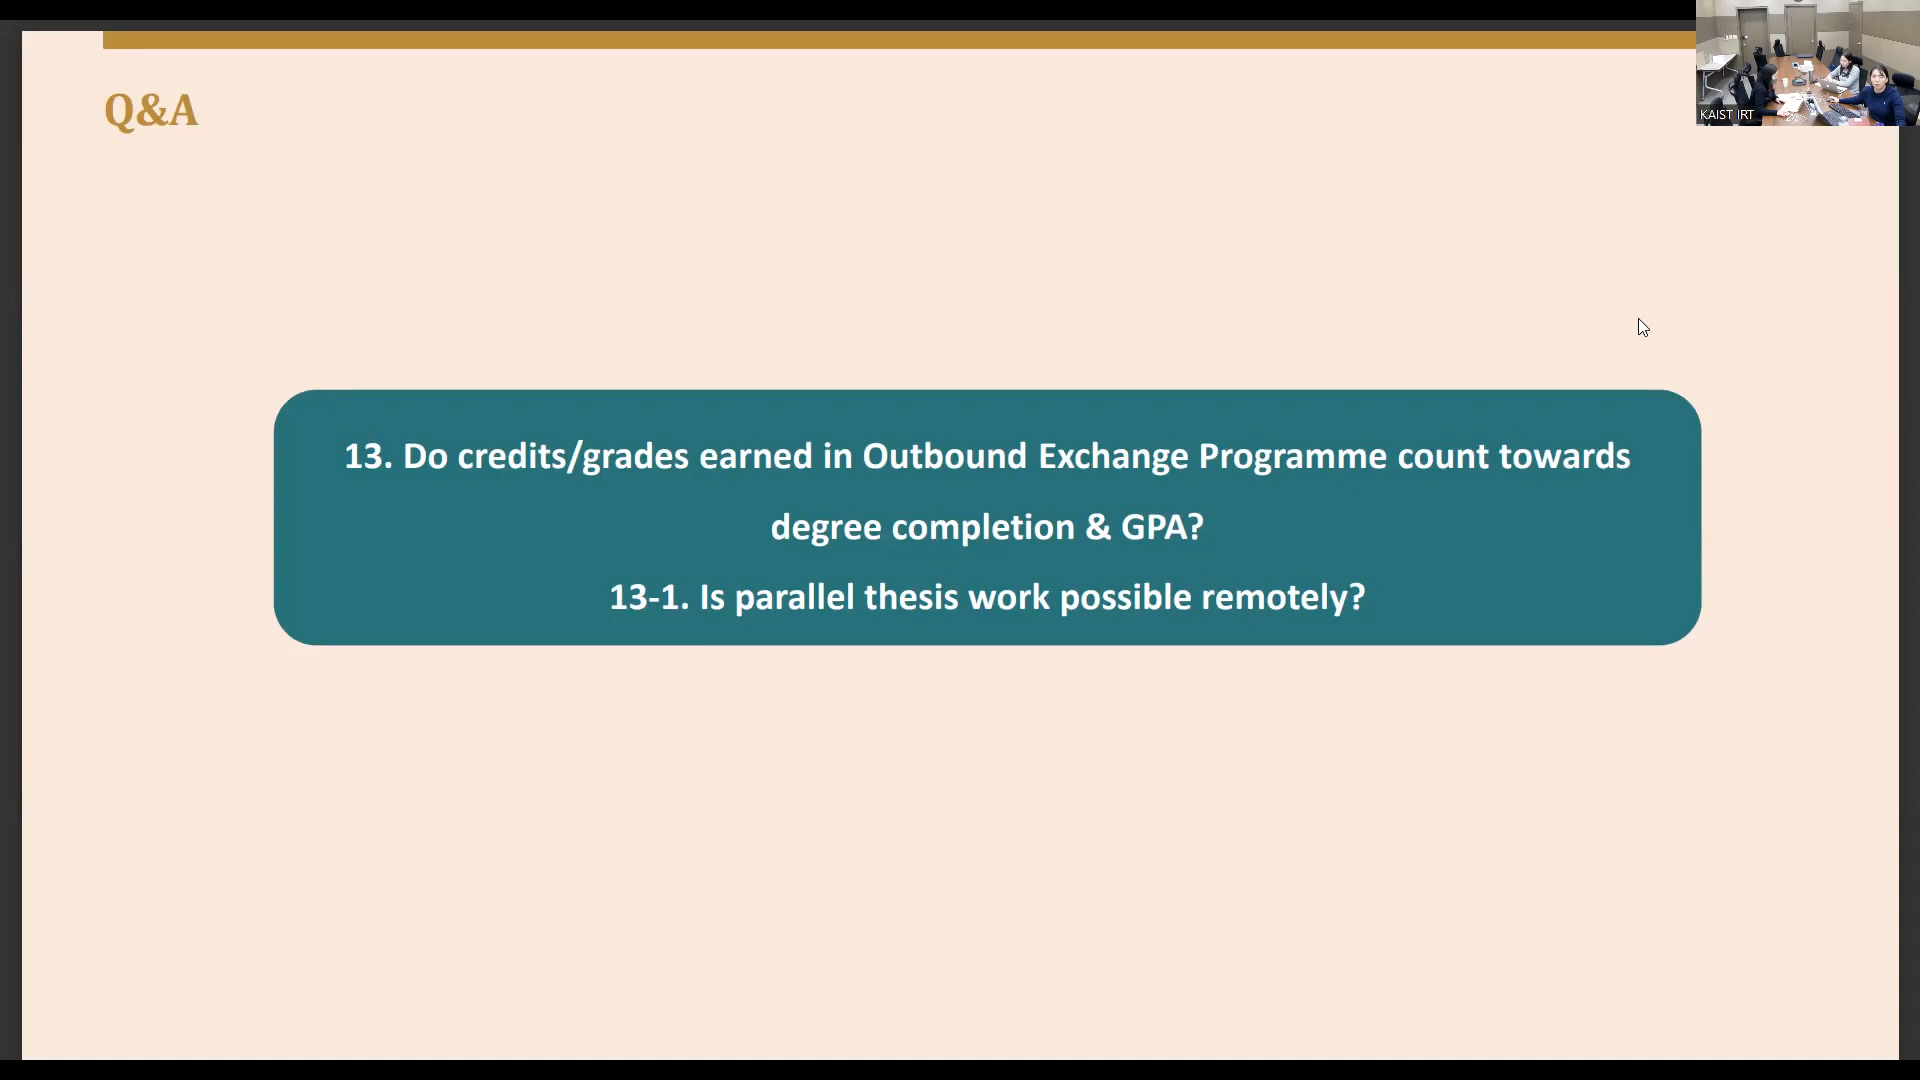 KAIST IRT
Q&A
13. Do credits/grades earned in Outbound Exchange Programme count towards
degree completion & GPA?
13-1. Is parallel thesis work possible remotely?